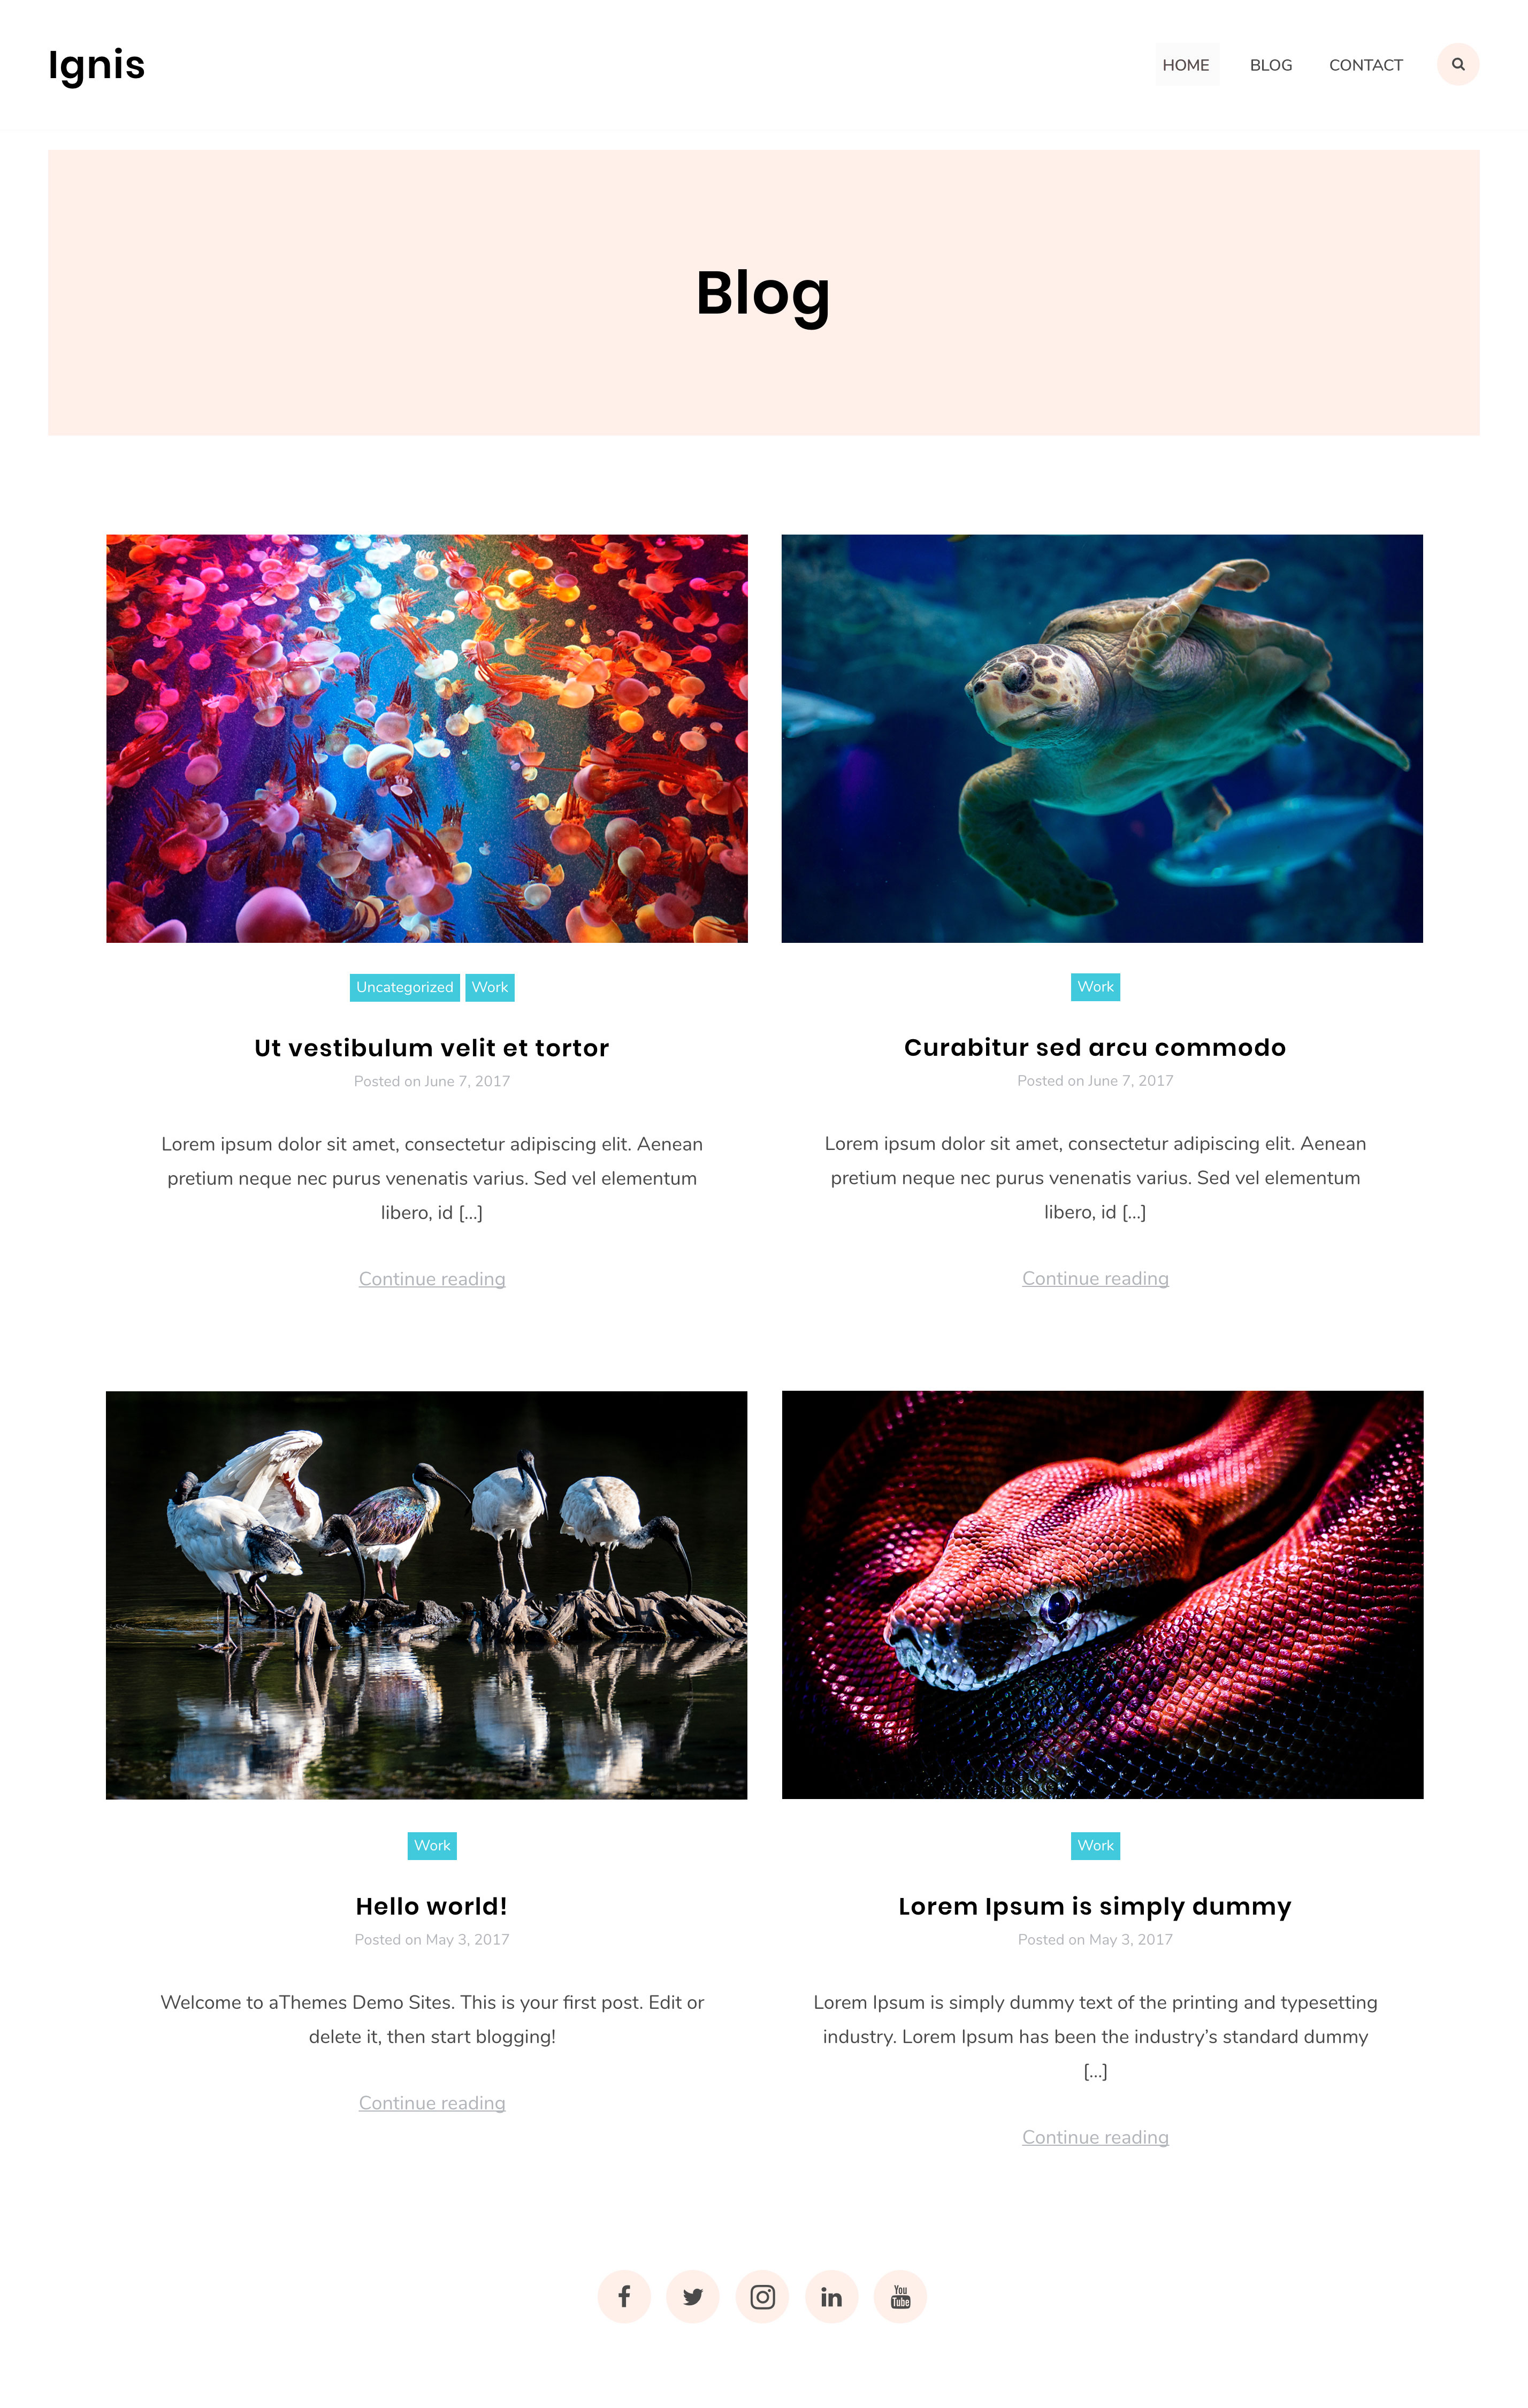 Ignis
HOME
BLOG
CONTACT
Blog
Uncategorized
Work
Ut vestibulum velit et tortor
Posted on June 7, 2017
Lorem ipsum dolor sit amet, consectetur adipiscing elit. Aenean
pretium neque nec purus venenatis varius. Sed vel elementum
libero, id […]
Continue reading
Work
Curabitur sed arcu commodo
Posted on June 7, 2017
Lorem ipsum dolor sit amet, consectetur adipiscing elit. Aenean
pretium neque nec purus venenatis varius. Sed vel elementum
libero, id […]
Continue reading
Work
Hello world!
Posted on May 3, 2017
Welcome to aThemes Demo Sites. This is your first post. Edit or
delete it, then start blogging!
Continue reading
Work
Lorem Ipsum is simply dummy
Posted on May 3, 2017
Lorem Ipsum is simply dummy text of the printing and typesetting
industry. Lorem Ipsum has been the industry’s standard dummy
[…]
Continue reading
f
in
You
Tube